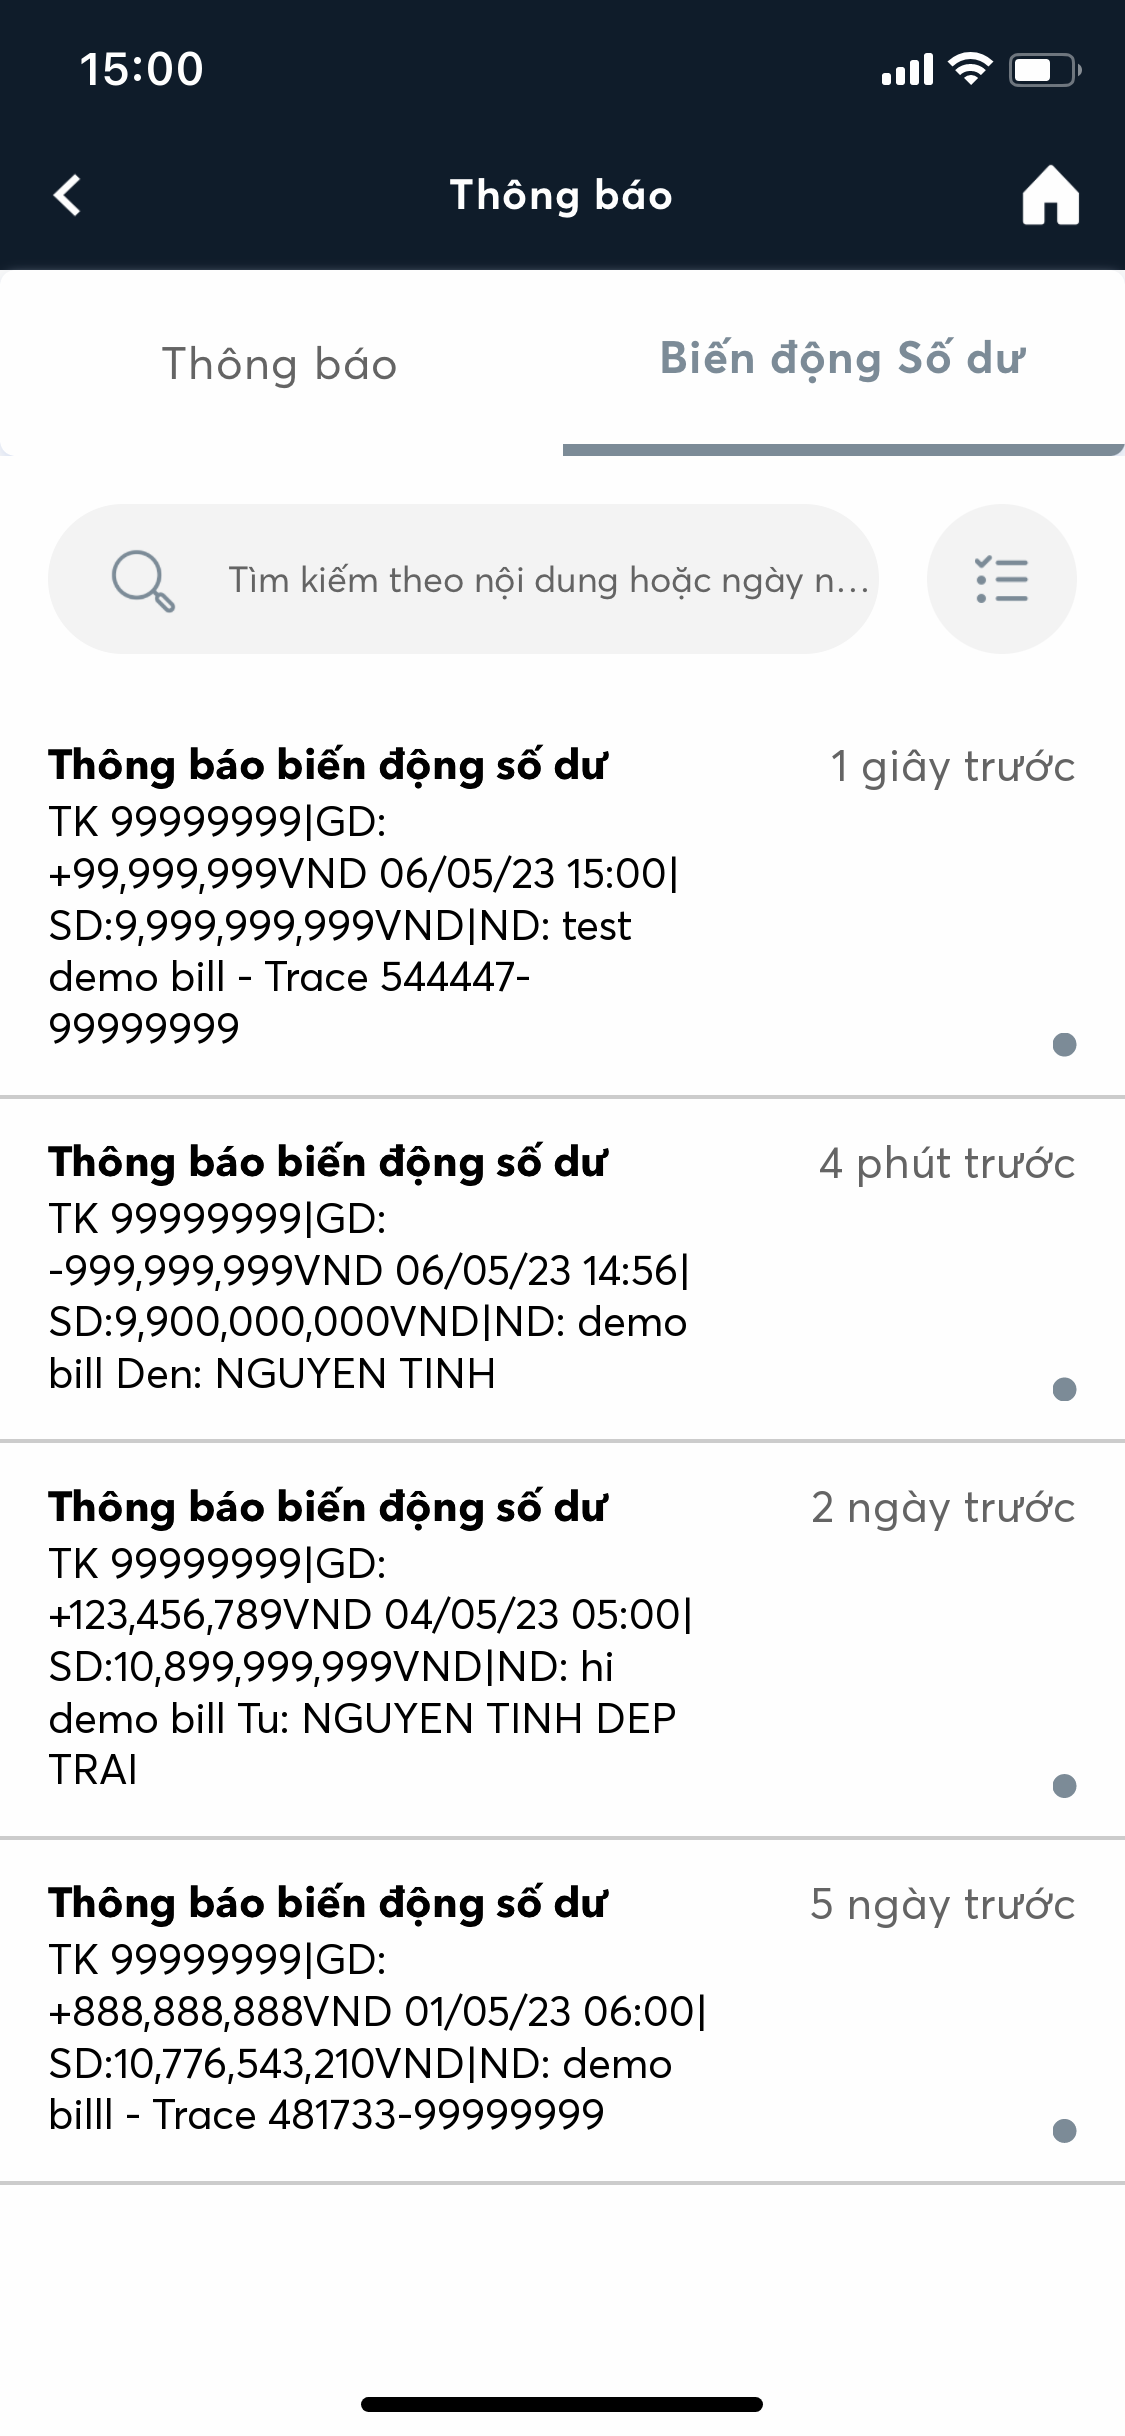 15:00
Thông báo
Thông báo
Biến động Số dư
Tìm kiếm theo nội dung hoặc ngày n...
Thông báo biến động số dư
1 giây trước
TK 99999999|GD:
+99,999,999VND 06/05/23 15:00|
SD:9,999,999,999VND|ND: test
demo bill - Trace 544447-
99999999
Thông báo biến động số dư
4 phút trước
TK 99999999|GD:
-999,999,999VND 06/05/23 14:56|
SD:9,900,000,000VND|ND: demo
bill Den: NGUYEN TINH
Thông báo biến động số dư
2 ngày trước
TK 99999999|GD:
+123,456,789VND 04/05/23 05:00|
SD:10,899,999,999VND|ND: hi
demo bill Tu: NGUYEN TINH DEP
TRAI
Thông báo biến động số dư
5 ngày trước
TK 99999999|GD:
+888,888,888VND 01/05/23 06:00|
SD:10,776,543,210VND|ND: demo
billl - Trace 481733-99999999